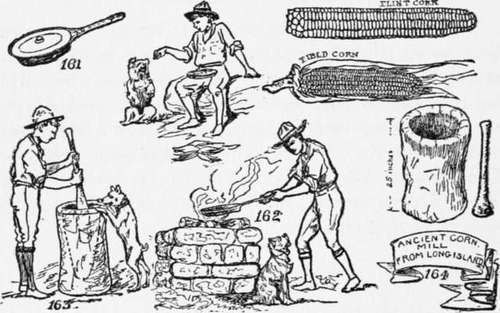 FLINT CORN
161
FIELD CORN
25 inches
162
ANCIENT CORN
MILL
FROM LONG ISLAND
164
163